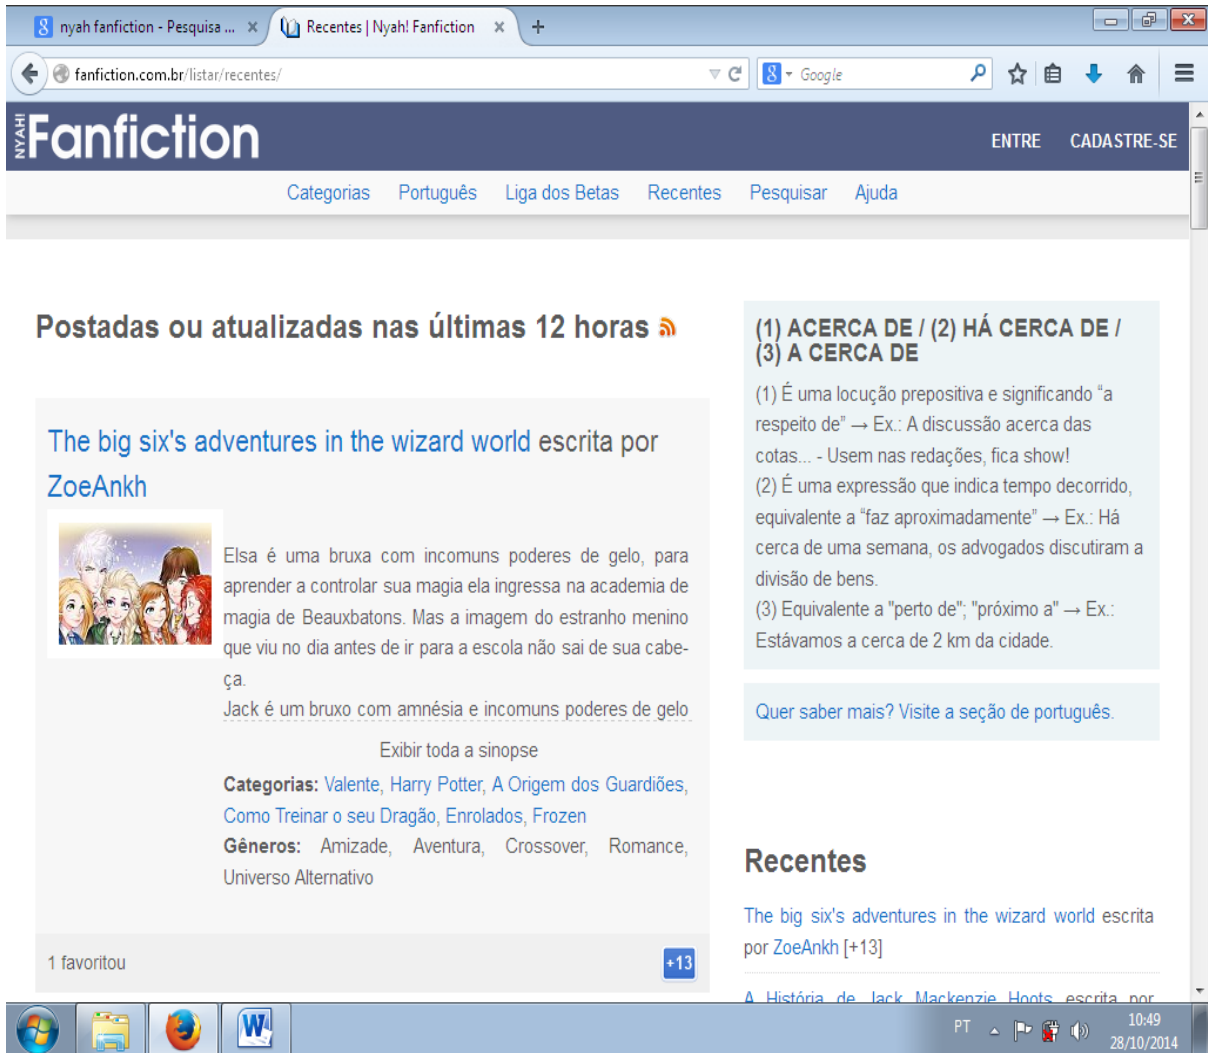 nyah fanfiction - Pesquisa ...
Recentes | Nyah! Fanfiction
fanfiction.com.br/listar/recentes/
Google
NYAH!
Fanfiction
ENTRE CADASTRE-SE
Categorias Português Liga dos Betas Recentes Pesquisar Ajuda
Postadas ou atualizadas nas últimas 12 horas
The big six's adventures in the wizard world escrita por
ZoeAnkh
Elsa é uma bruxa com incomuns poderes de gelo, para
aprender a controlar sua magia ela ingressa na academia de
magia de Beauxbatons. Mas a imagem do estranho menino
que viu no dia antes de ir para a escola não sai de sua cabe-
ça.
Jack é um bruxo com amnésia e incomuns poderes de gelo
Exibir toda a sinopse
Categorias: Valente, Harry Potter, A Origem dos Guardiões,
Como Treinar o seu Dragão, Enrolados, Frozen
Gêneros: Amizade, Aventura, Crossover, Romance,
Universo Alternativo
1 favoritou
+13
(1) ACERCA DE / (2) HÁ CERCA DE /
(3) A CERCA DE
(1) É uma locução prepositiva e significando “a
respeito de” → Ex.: A discussão acerca das
cotas... - Usem nas redações, fica show!
(2) É uma expressão que indica tempo decorrido,
equivalente a “faz aproximadamente” → Ex.: Há
cerca de uma semana, os advogados discutiram a
divisão de bens.
(3) Equivalente a "perto de"; "próximo a" → Ex.:
Estávamos a cerca de 2 km da cidade.
Quer saber mais? Visite a seção de português.
Recentes
The big six's adventures in the wizard world escrita
por ZoeAnkh [+13]
A História de Jack Mackenzie Hoots escrita por
PT
10:49
28/10/2014